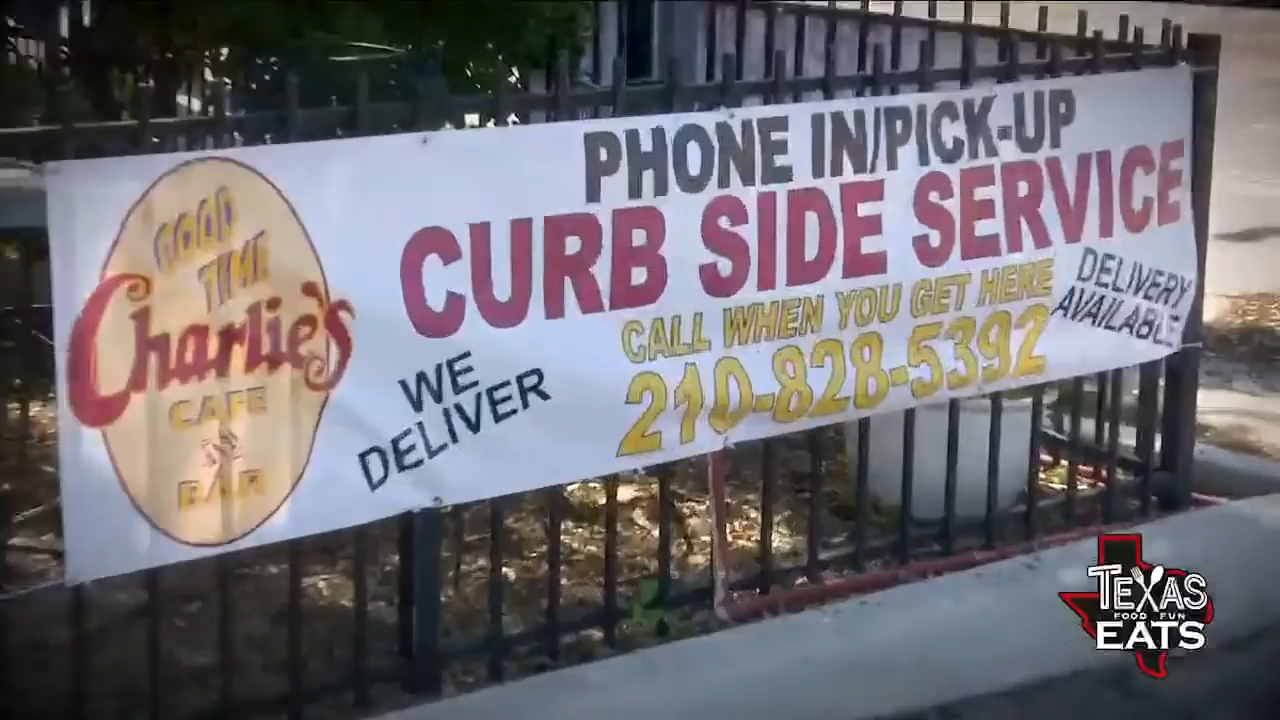 GOOD
TIME
Charlie's
CAFE
&
BAR
PHONE IN/PICK-UP
CURB SIDE SERVICE
CALL WHEN YOU GET HERE
210-828-5392
WE
DELIVER
DELIVERY
AVAILABLE
TEXAS
FOOD FUN
EATS